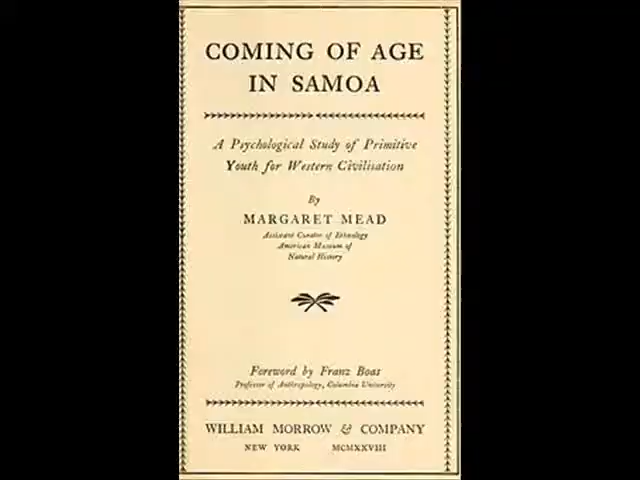 COMING OF AGE
IN SAMOA
A Psychological Study of Primitive
Youth for Western Civilisation
By
MARGARET MEAD
Assistant Curator of Ethnology
American Museum of
Natural History
Foreword by Franz Boas
Professor of Anthropology, Columbia University
WILLIAM MORROW & COMPANY
NEW YORK MCMXXVIII